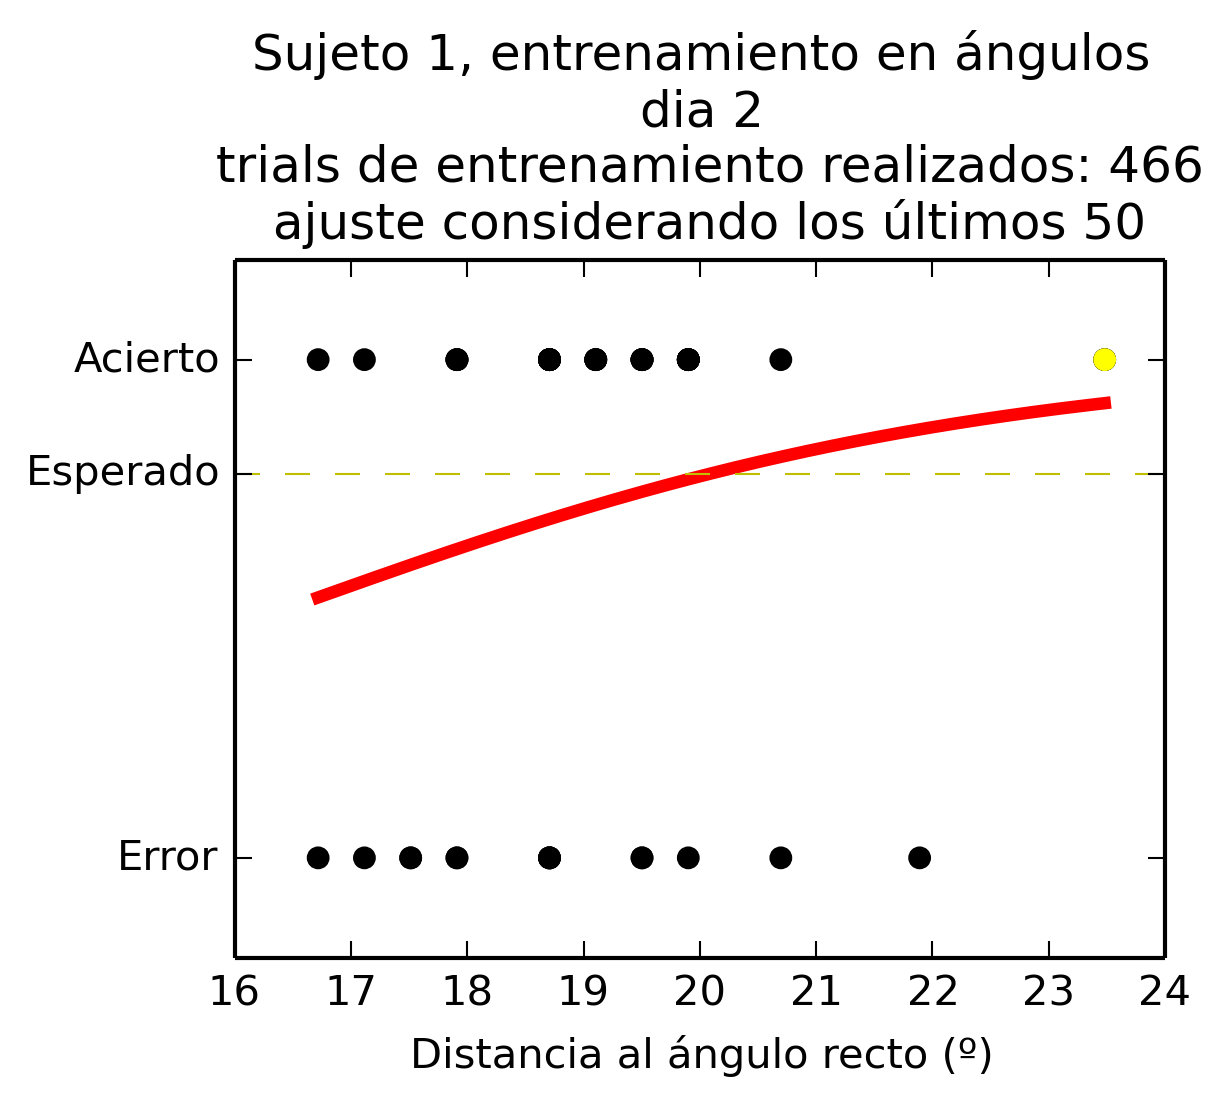 Sujeto 1, entrenamiento en ángulos
dia 2
trials de entrenamiento realizados: 466
ajuste considerando los últimos 50
Acierto
Esperado
Error
16 17 18 19 20 21 22 23 24
Distancia al ángulo recto (º)